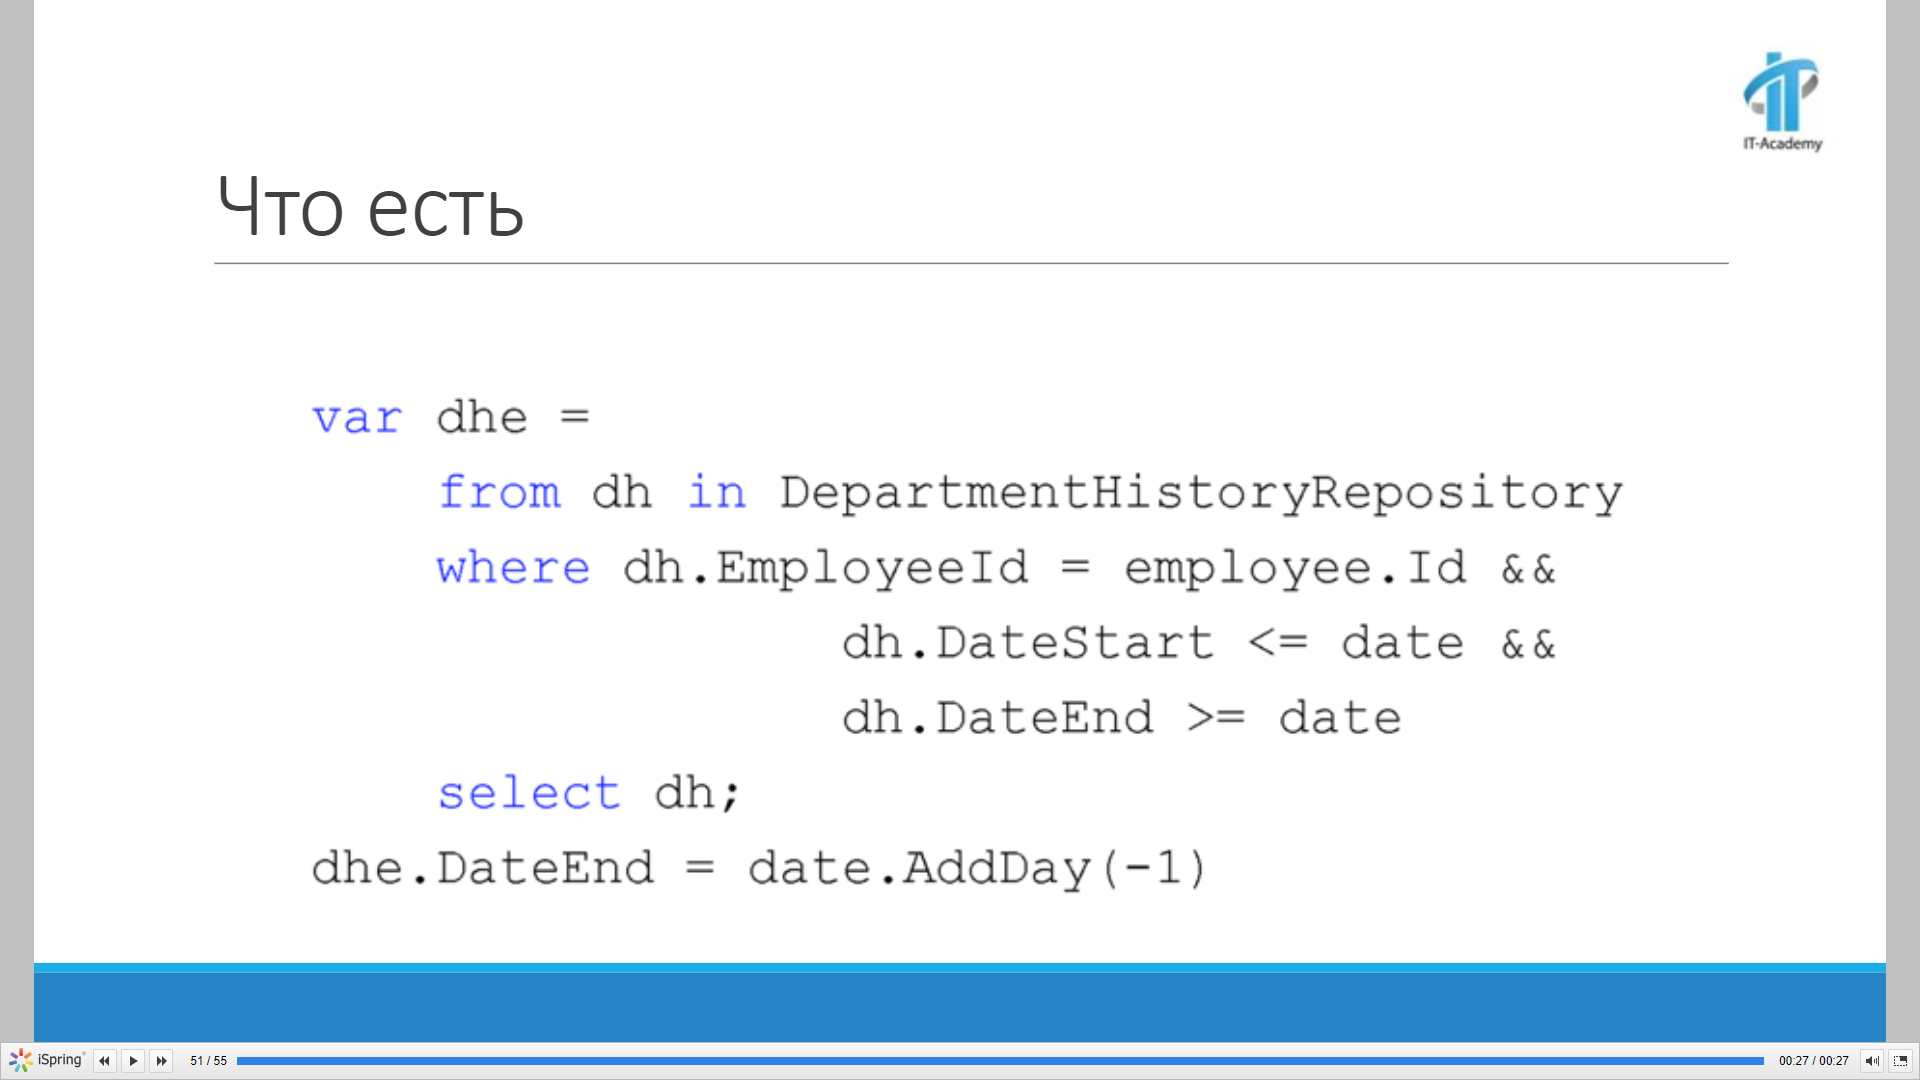 IT-Academy
Что есть
var dhe =
from dh in DepartmentHistoryRepository
where dh.EmployeeId = employee.Id &&
dh.DateStart <= date &&
dh.DateEnd >= date
select dh;
dhe.DateEnd = date.AddDay(-1)
iSpring 51 / 55 00:27 / 00:27